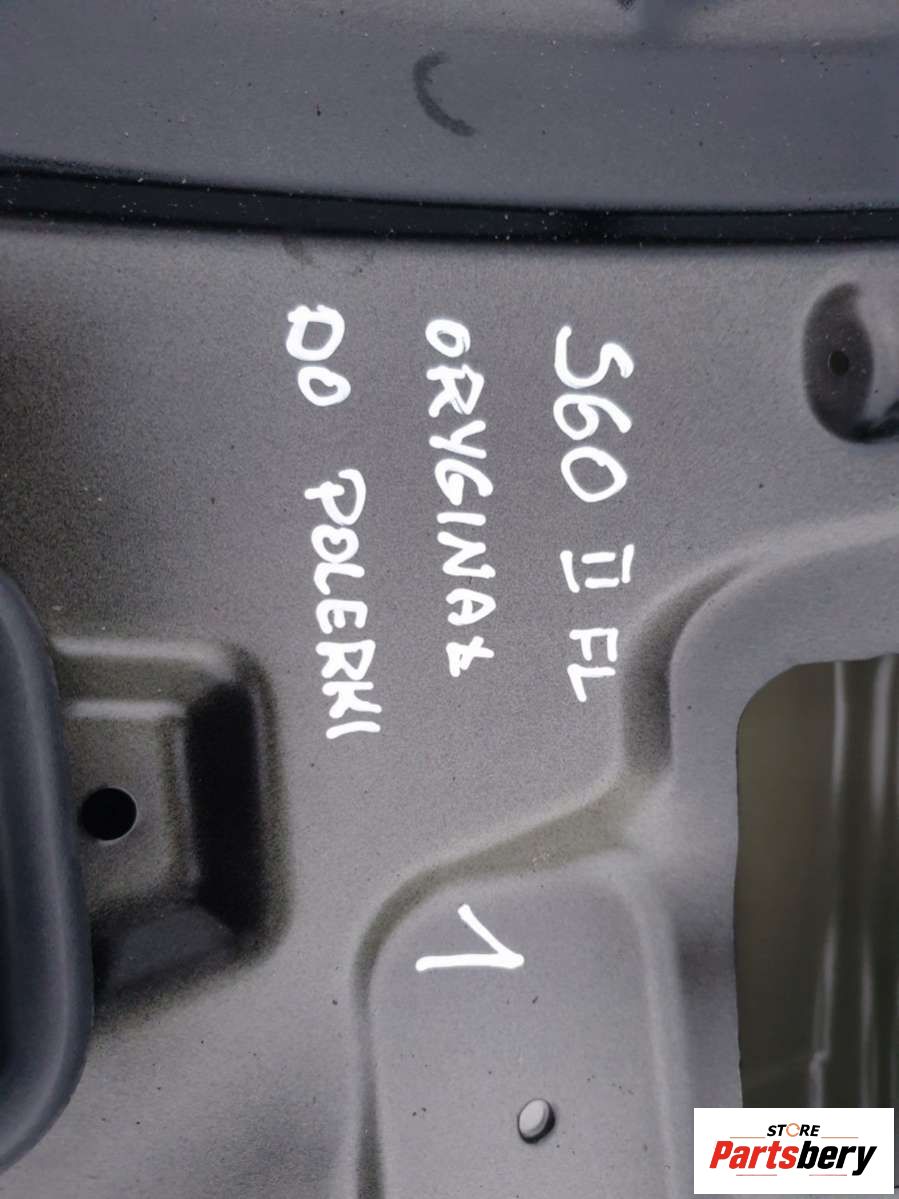 S60 II FL
ORYGINAŁ
DO POLERKI
1
STORE
Partsbery